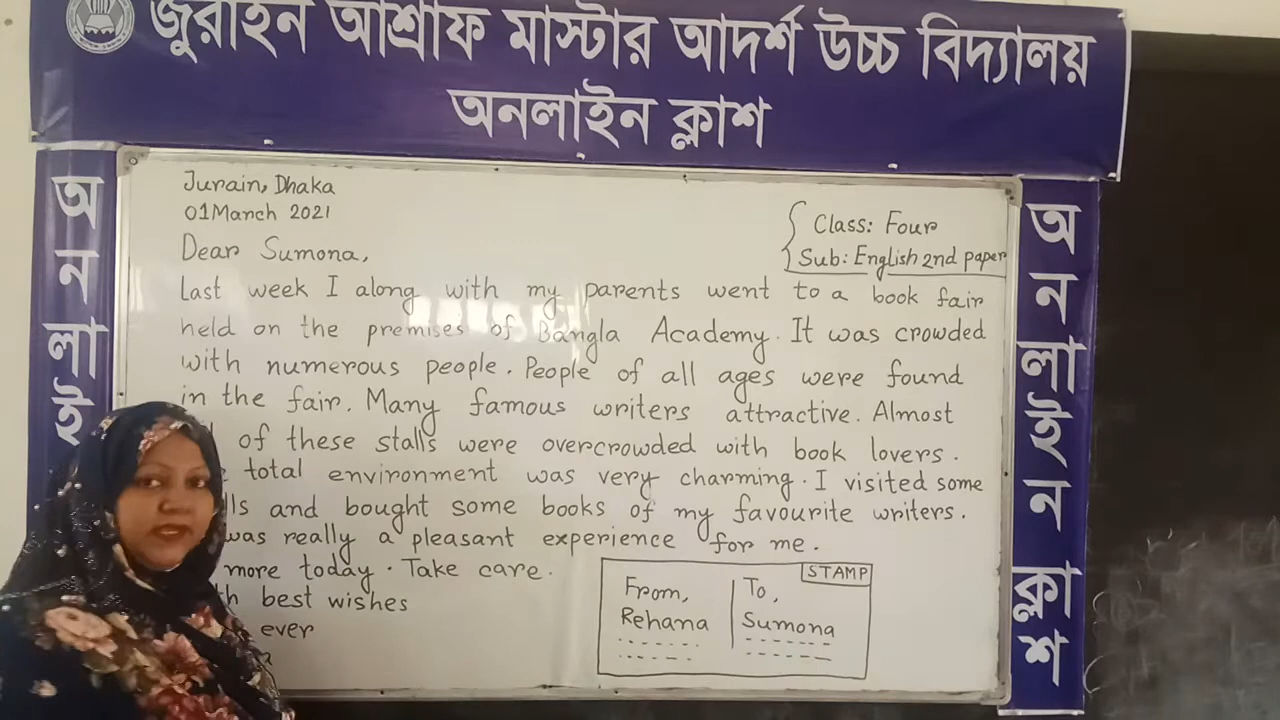 জুরাইন আশ্রাফ মাস্টার আদর্শ উচ্চ বিদ্যালয়
অনলাইন ক্লাশ
অনলাই
অনলাইন ক্লাশ
Jurain, Dhaka
01 March 2021
Class: Four
Sub: English 2nd paper
Dear Sumona,
Last week I along with my parents went to a book fair
held on the premises of Bangla Academy. It was crowded
with numerous people. People of all ages were found
in the fair. Many famous writers attractive. Almost
of these stalls were overcrowded with book lovers.
total environment was very charming. I visited some
lls and bought some books of my favourite writers.
was really a pleasant experience for me.
more today. Take care.
th best wishes
ever
a
STAMP
From,
Rehana
To,
Sumona